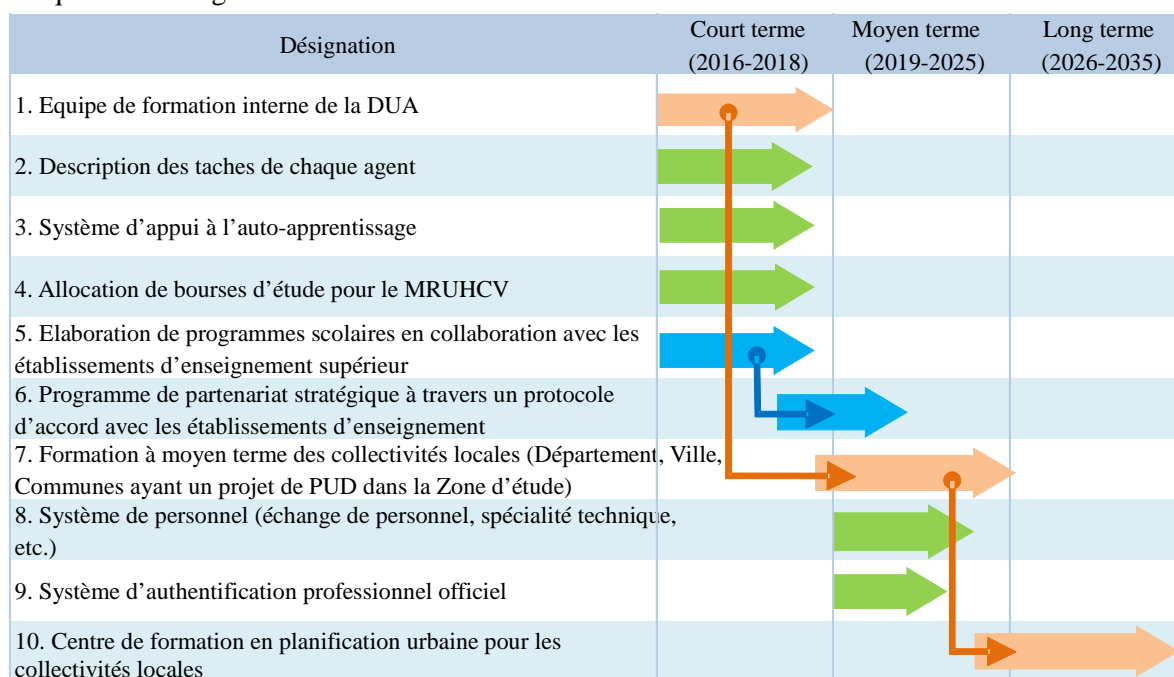 Désignation
Court terme
(2016-2018)
Moyen terme
(2019-2025)
Long terme
(2026-2035)
1. Equipe de formation interne de la DUA
2. Description des taches de chaque agent
3. Système d'appui à l'auto-apprentissage
4. Allocation de bourses d'étude pour le MRUHCV
5. Elaboration de programmes scolaires en collaboration avec les
établissements d'enseignement supérieur
6. Programme de partenariat stratégique à travers un protocole
d'accord avec les établissements d'enseignement
7. Formation à moyen terme des collectivités locales (Département, Ville,
Communes ayant un projet de PUD dans la Zone d'étude)
8. Système de personnel (échange de personnel, spécialité technique,
etc.)
9. Système d'authentification professionnel officiel
10. Centre de formation en planification urbaine pour les
collectivités locales